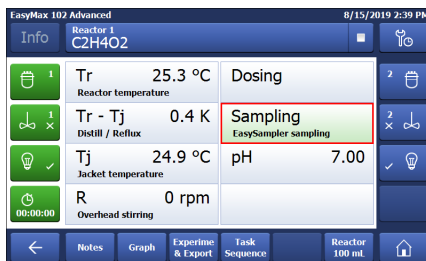 EasyMax 102 Advanced 8/15/2019 2:39 PM
Info Reactor 1
C2H4O2
1 Tr 25.3 °C Dosing 2
Reactor temperature
1 Tr - Tj 0.4 K Sampling 2
Distill / Reflux EasySampler sampling
Tj 24.9 °C pH 7.00
Jacket temperature
R 0 rpm
00:00:00 Overhead stirring
Notes Graph Experime Task Reactor
& Export Sequence 100 mL